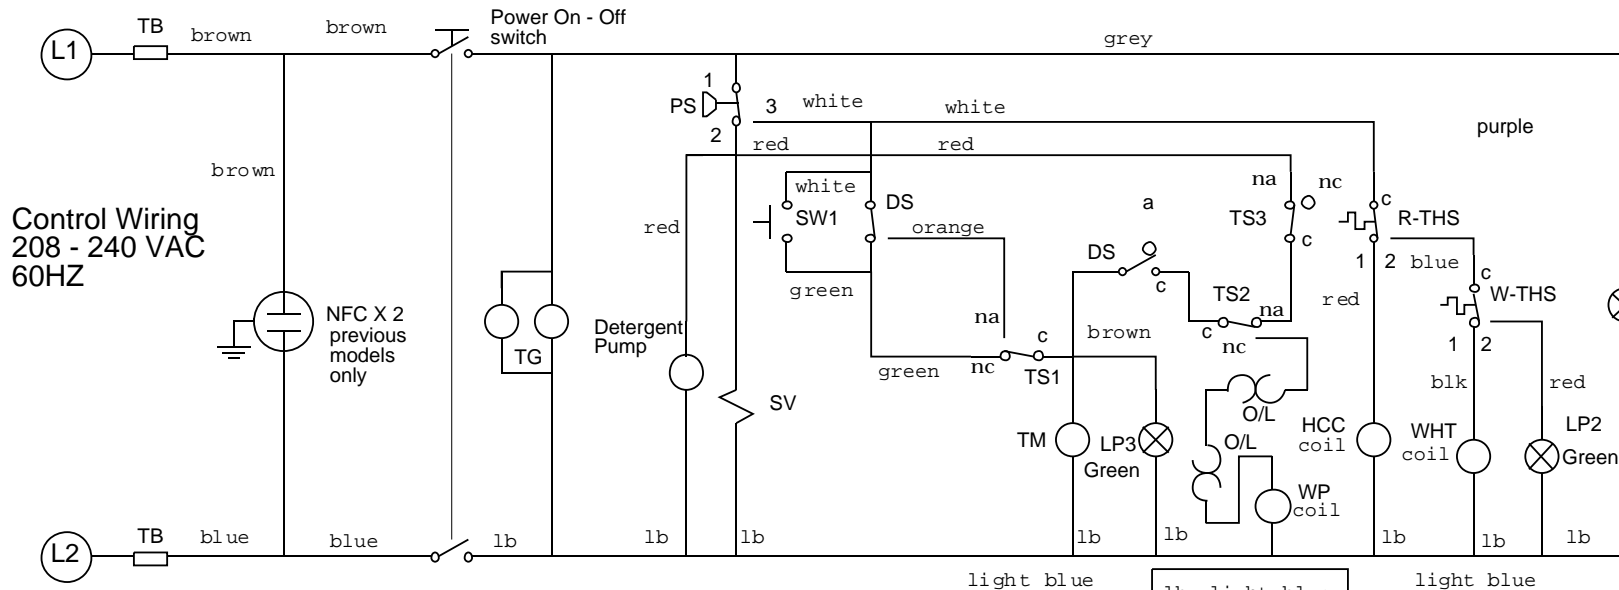 Power On - Off
switch
TB
brown
brown
L1
grey
1
PS
3
white
white
2
purple
red
red
brown
na
nc
white
c
Control Wiring
208 - 240 VAC
60HZ
SW1
DS
a
TS3
R-THS
red
orange
DS
c
1
2
blue
c
c
green
TS2
red
W-THS
na
NFC X 2
previous
models
only
na
c
brown
c
nc
1
2
Detergent
Pump
TG
green
nc
TS1
blk
red
SV
O/L
HCC
coil
WHT
coil
LP2
Green
TM
LP3
Green
O/L
WP
coil
TB
blue
blue
lb
lb
lb
lb
lb
lb
lb
lb
L2
light blue
light blue